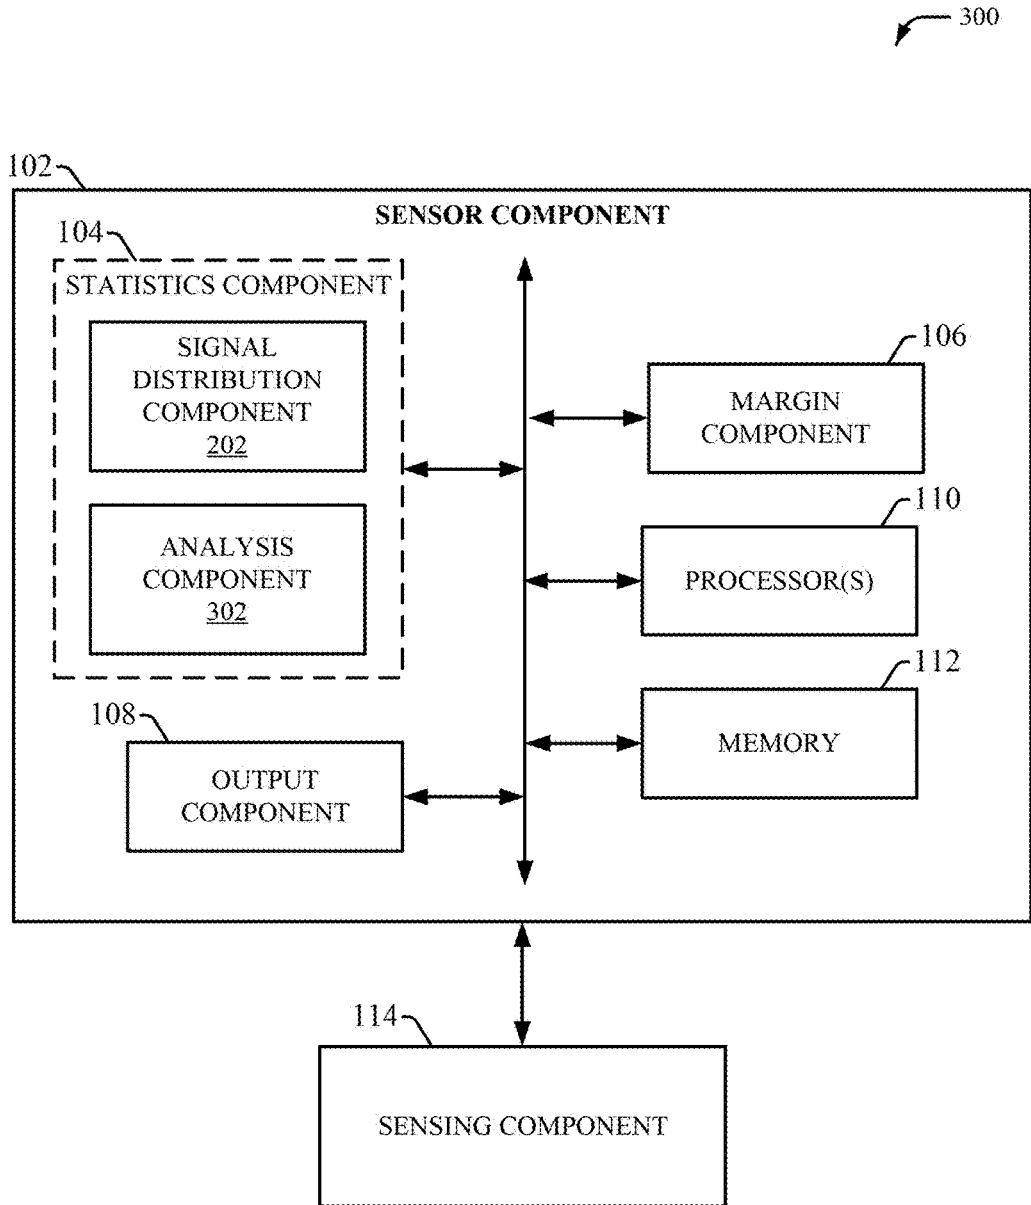 300
102
SENSOR COMPONENT
104
STATISTICS COMPONENT
SIGNAL
DISTRIBUTION
COMPONENT
202
106
MARGIN
COMPONENT
110
ANALYSIS
COMPONENT
302
PROCESSOR(S)
112
108
MEMORY
OUTPUT
COMPONENT
114
SENSING COMPONENT